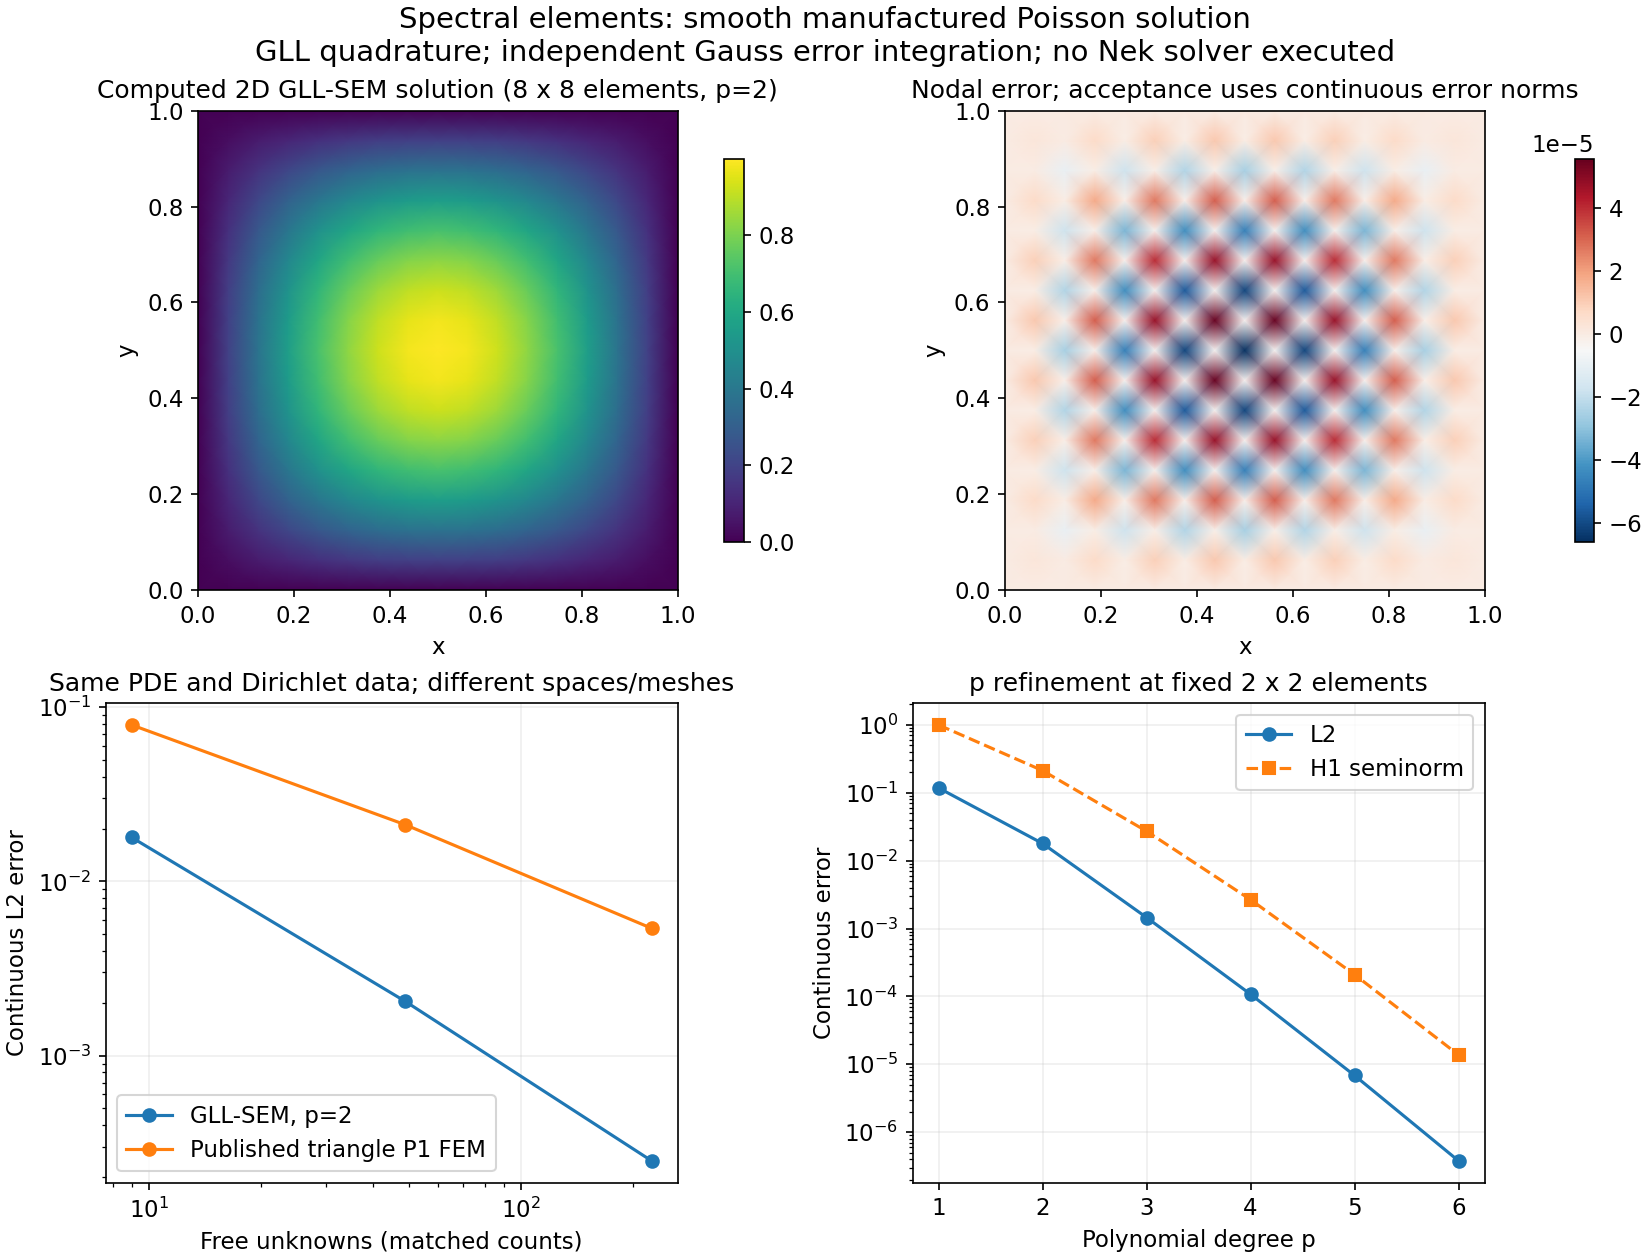 Spectral elements: smooth manufactured Poisson solution
GLL quadrature; independent Gauss error integration; no Nek solver executed
Computed 2D GLL-SEM solution (8 x 8 elements, p=2)
1.0
0.8
0.6
0.4
0.2
0.0
y
0.0 0.2 0.4 0.6 0.8 1.0
x
0.8
0.6
0.4
0.2
0.0
Nodal error; acceptance uses continuous error norms
1.0
0.8
0.6
0.4
0.2
0.0
y
0.0 0.2 0.4 0.6 0.8 1.0
x
1e−5
4
2
0
−2
−4
−6
Same PDE and Dirichlet data; different spaces/meshes
10⁻¹
10⁻²
10⁻³
Continuous L2 error
GLL-SEM, p=2
Published triangle P1 FEM
10¹ 10²
Free unknowns (matched counts)
p refinement at fixed 2 x 2 elements
10⁰
10⁻¹
10⁻²
10⁻³
10⁻⁴
10⁻⁵
10⁻⁶
Continuous error
L2
H1 seminorm
1 2 3 4 5 6
Polynomial degree p